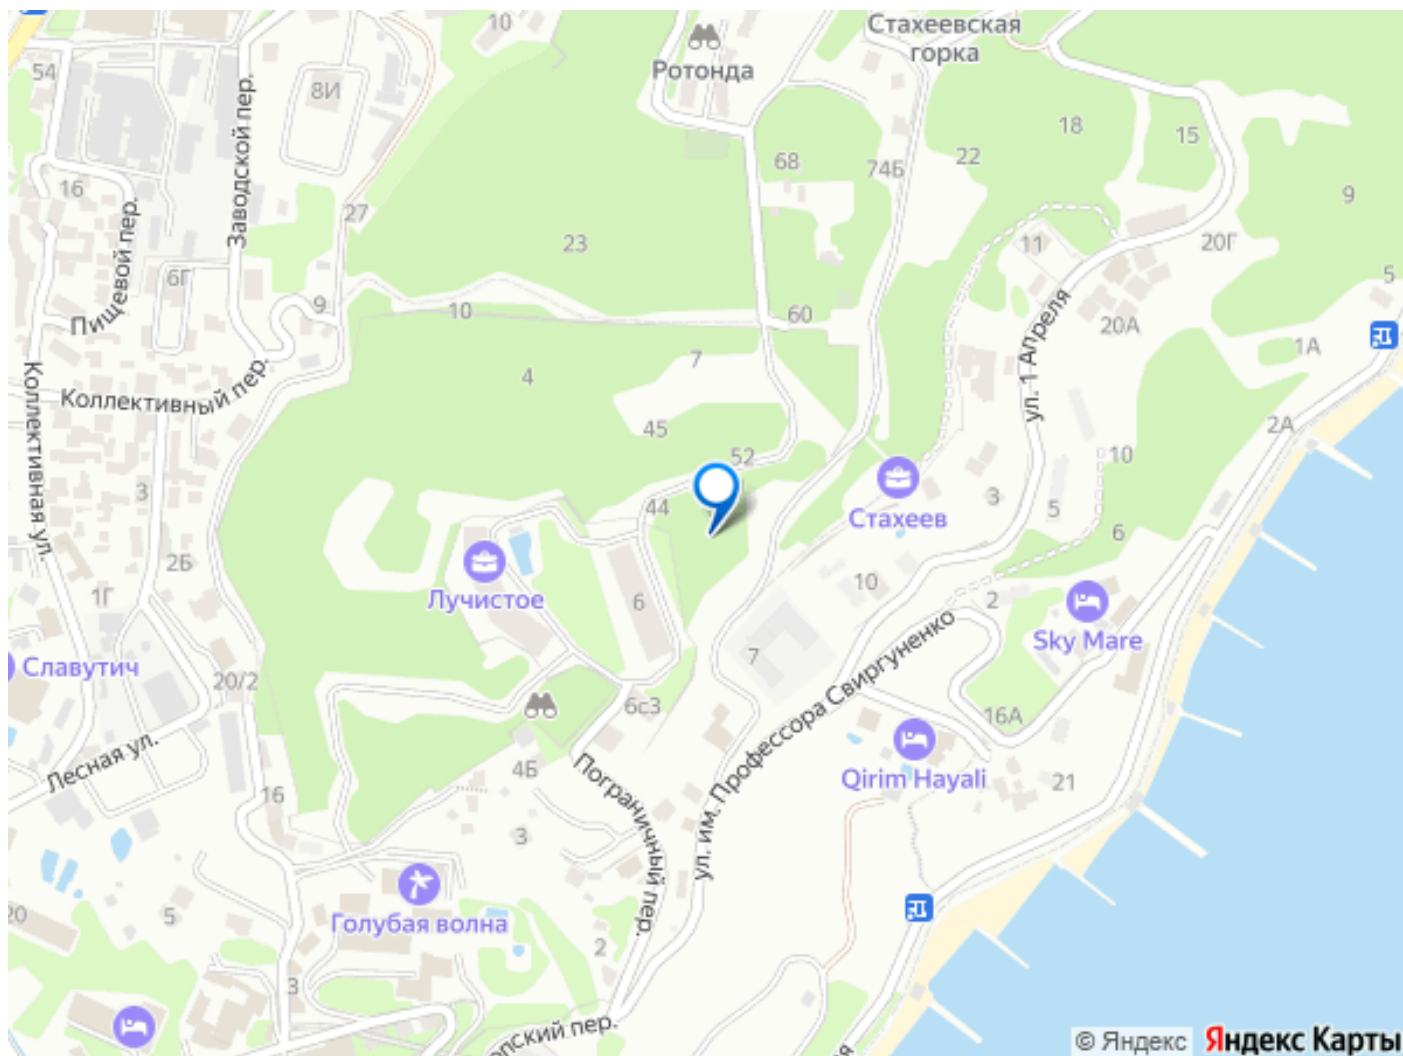 10
Стахеевская
горка
Ротонда
54
8И
Заводской пер.
18
15
22
68
74Б
16
27
9
Пищевой пер.
6Г
23
11
20Г
5
9
10
60
ул. 1 Апреля
20А
1А
7
4
Коллективный пер.
Коллективная ул.
2А
45
52
10
3
44
Стахеев
3
5
6
2Б
1Г
Лучистое
6
10
2
Sky Mare
Славутич
20/2
7
6с3
16А
ул. им. Профессора Свиргуненко
Лесная ул.
4Б
Пограничный пер.
Qirim Hayali
21
16
3
Голубая волна
20
5
2
3
© Яндекс
Яндекс Карты